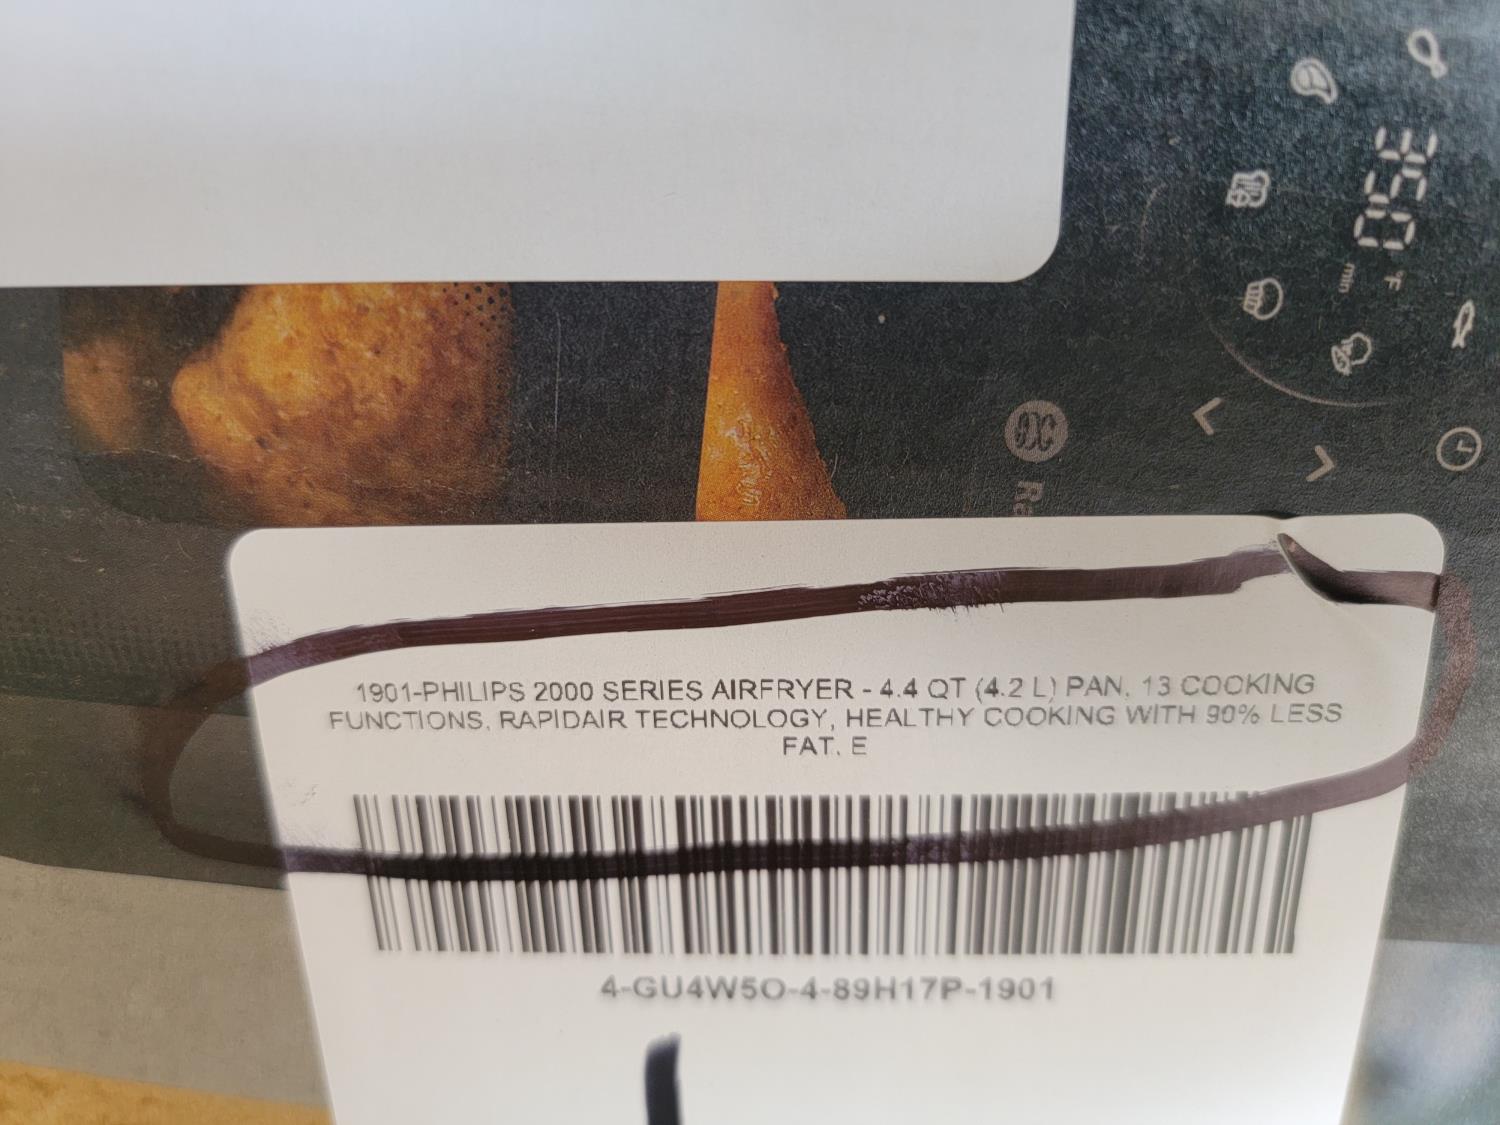 350
°F
min
Ra
1901-PHILIPS 2000 SERIES AIRFRYER - 4.4 QT (4.2 L) PAN, 13 COOKING
FUNCTIONS, RAPIDAIR TECHNOLOGY, HEALTHY COOKING WITH 90% LESS
FAT, E
4-GU4W5O-4-89H17P-1901